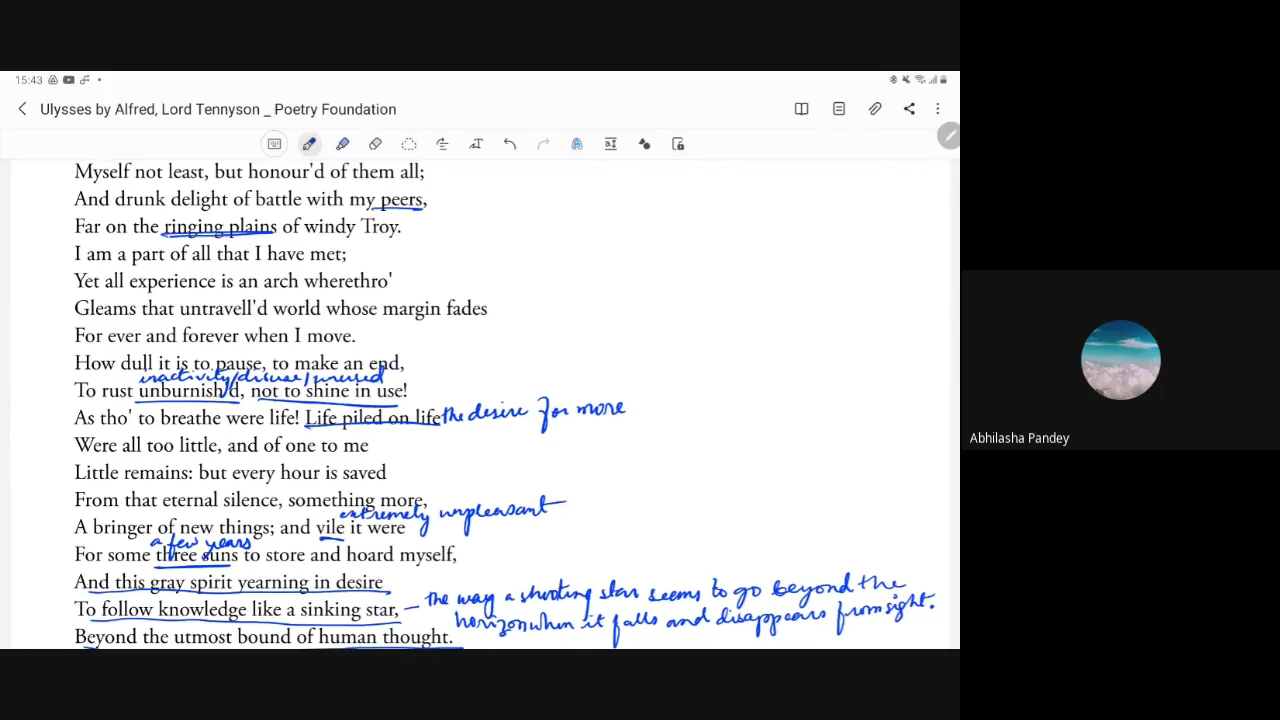 15:43
Ulysses by Alfred, Lord Tennyson _ Poetry Foundation
Myself not least, but honour'd of them all;
And drunk delight of battle with my peers,
Far on the ringing plains of windy Troy.
I am a part of all that I have met;
Yet all experience is an arch wherethro'
Gleams that untravell'd world whose margin fades
For ever and forever when I move.
How dull it is to pause, to make an end,
inactivity/disuse/unused
To rust unburnish'd, not to shine in use!
As tho' to breathe were life! Life piled on life the desire for more
Were all too little, and of one to me
Little remains: but every hour is saved
From that eternal silence, something more,
extremely unpleasant
A bringer of new things; and vile it were
a few years
For some three suns to store and hoard myself,
And this gray spirit yearning in desire
To follow knowledge like a sinking star, – the way a shooting star seems to go beyond the
horizon when it falls and disappears from sight.
Beyond the utmost bound of human thought.
Abhilasha Pandey